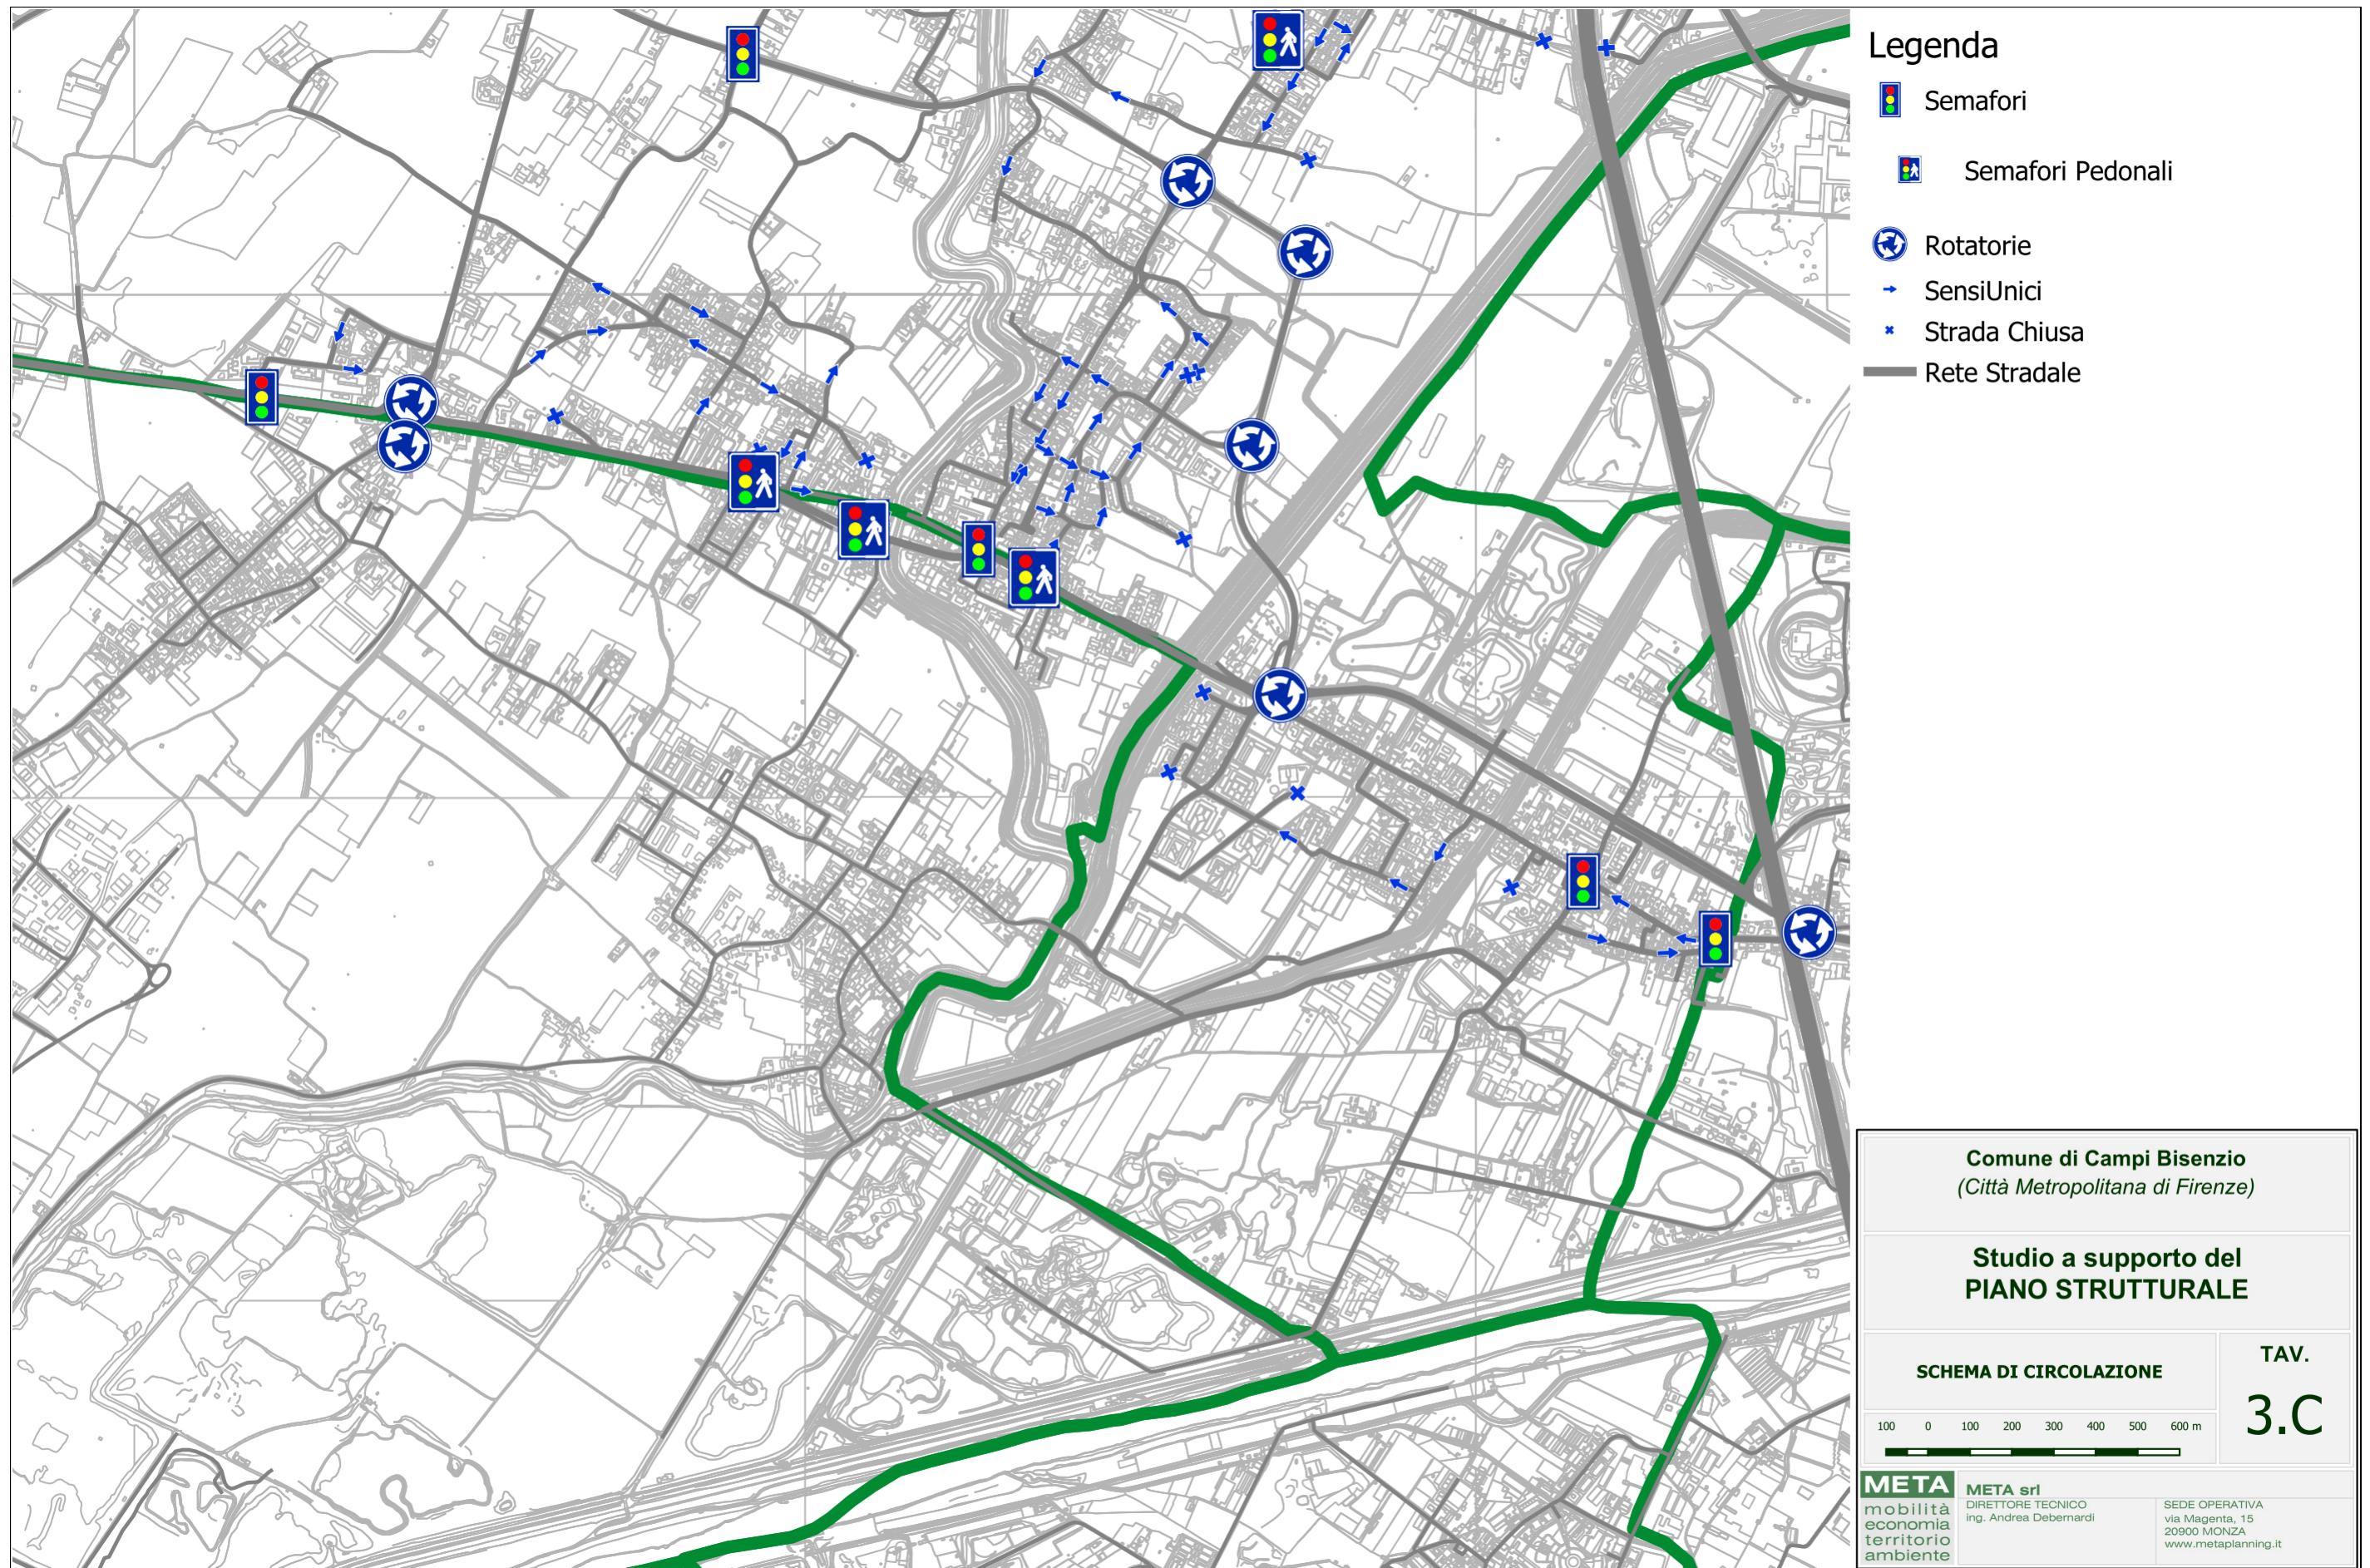 Legenda
Semafori
Semafori Pedonali
Rotatorie
SensiUnici
Strada Chiusa
Rete Stradale
Comune di Campi Bisenzio
(Città Metropolitana di Firenze)
Studio a supporto del
PIANO STRUTTURALE
SCHEMA DI CIRCOLAZIONE
TAV.
3.C
100 0 100 200 300 400 500 600 m
META
mobilità
economia
territorio
ambiente
META srl
DIRETTORE TECNICO
ing. Andrea Debernardi
SEDE OPERATIVA
via Magenta, 15
20900 MONZA
www.metaplanning.it